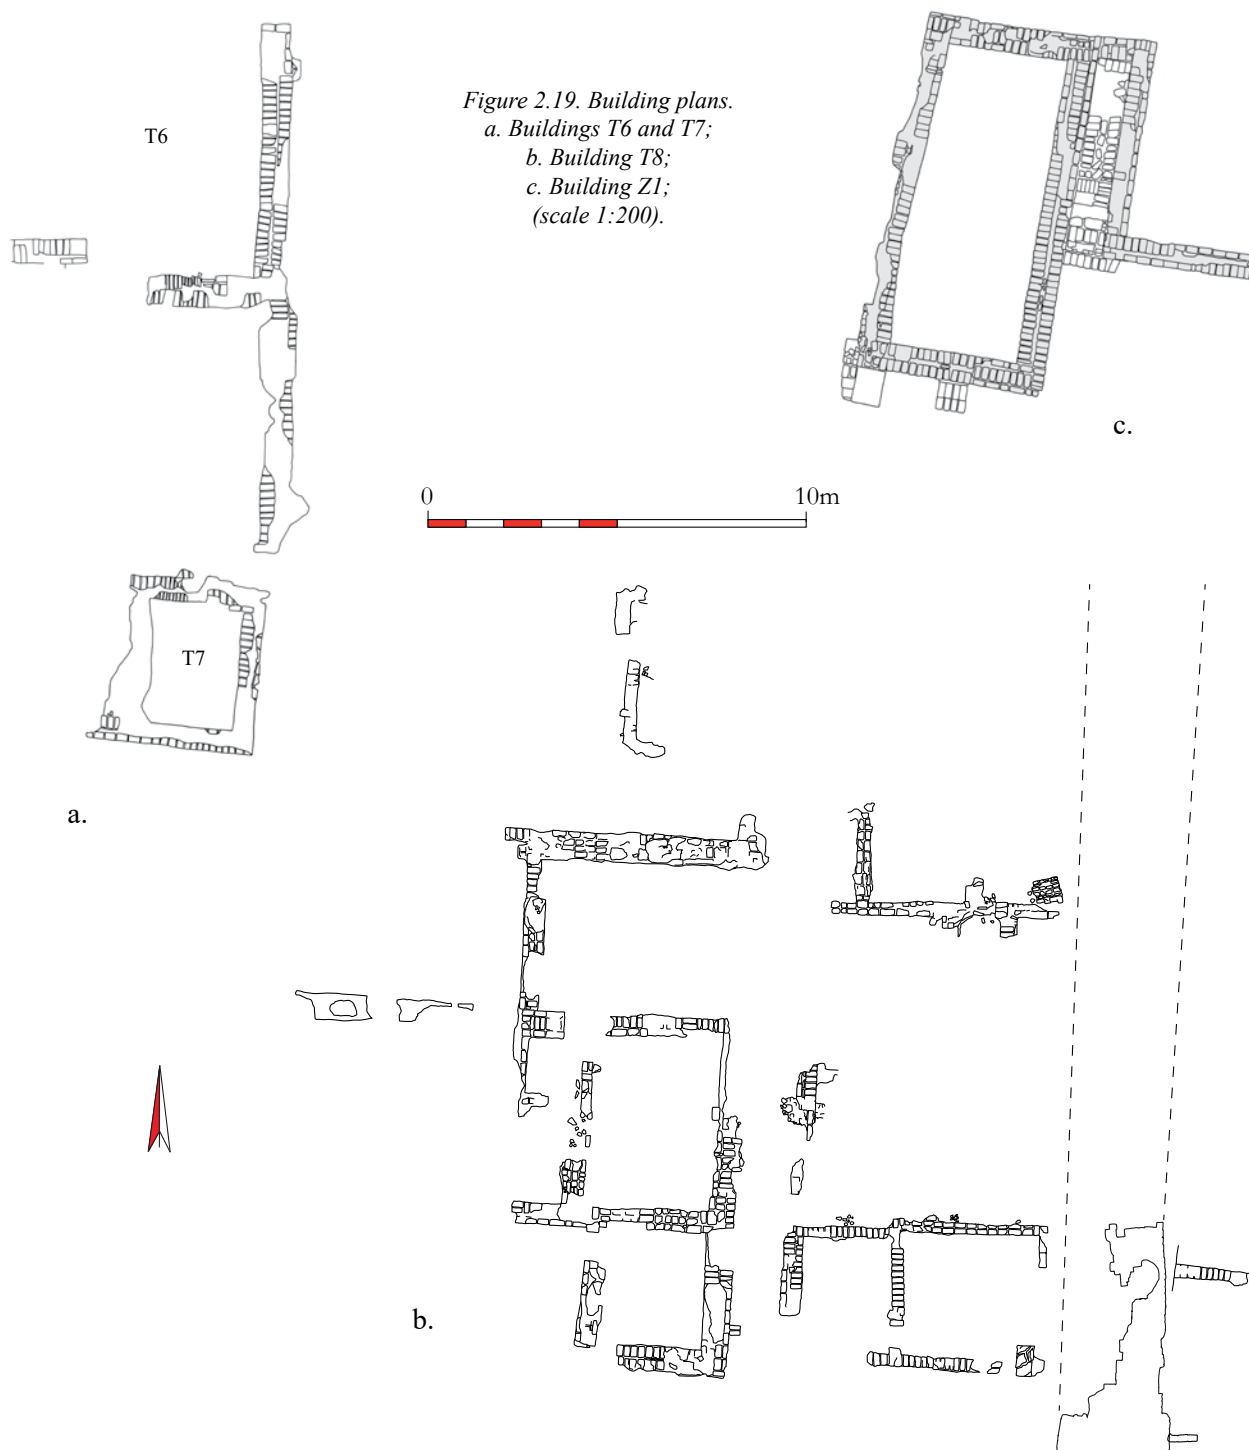 T6
Figure 2.19. Building plans.
a. Buildings T6 and T7;
b. Building T8;
c. Building Z1;
(scale 1:200).
c.
0 10m
T7
a.
b.